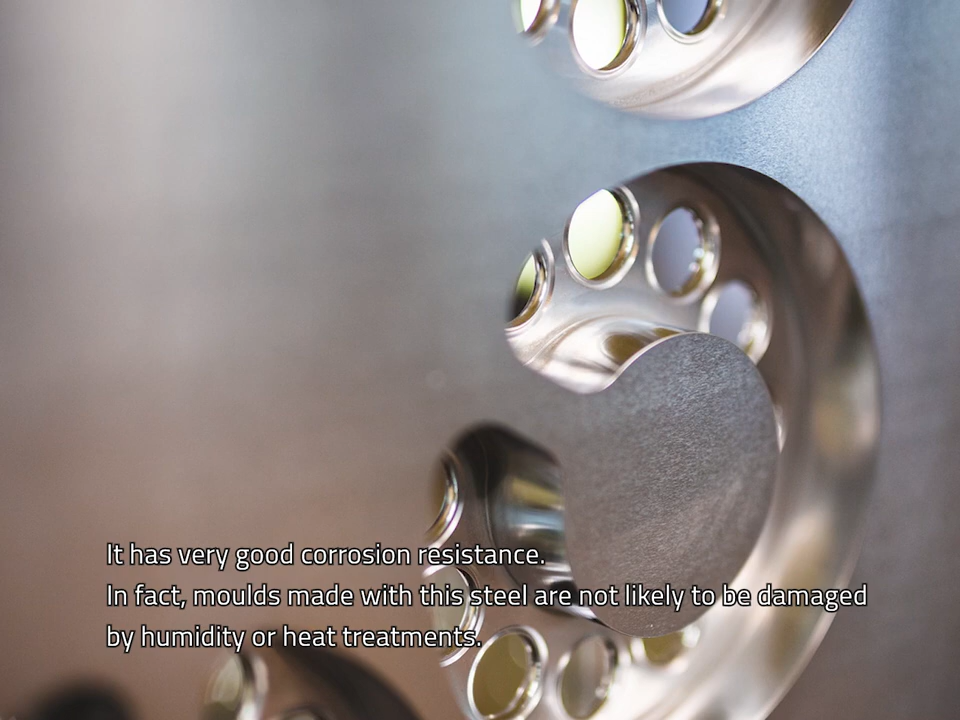 It has very good corrosion resistance.
In fact, moulds made with this steel are not likely to be damaged
by humidity or heat treatments.